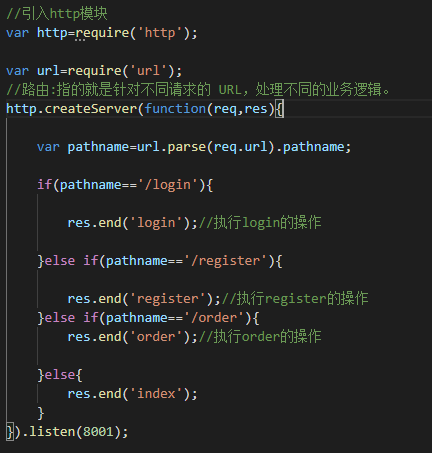 //引入http模块
var http=require('http');
var url=require('url');
//路由:指的就是针对不同请求的 URL，处理不同的业务逻辑。
http.createServer(function(req,res){
var pathname=url.parse(req.url).pathname;
if(pathname=='/login'){
res.end('login');//执行login的操作
}else if(pathname=='/register'){
res.end('register');//执行register的操作
}else if(pathname=='/order'){
res.end('order');//执行order的操作
}else{
res.end('index');
}
}).listen(8001);